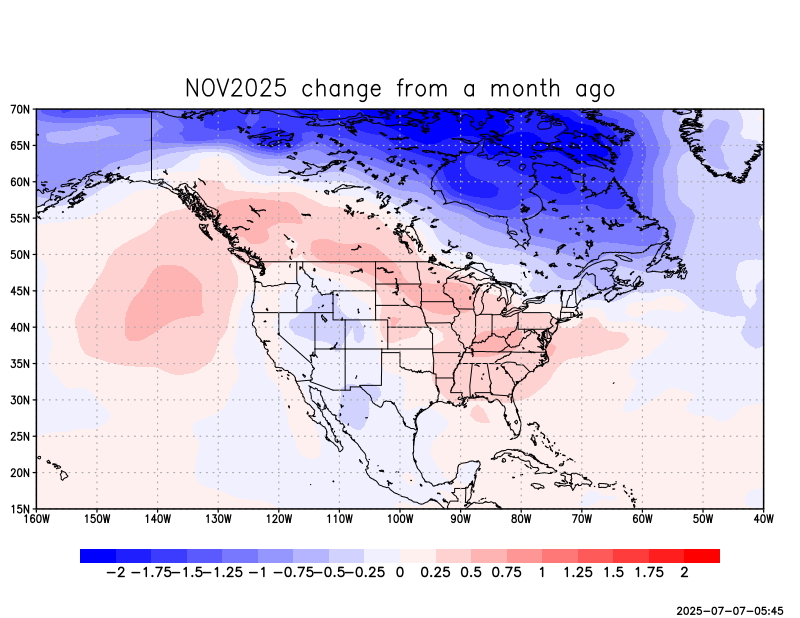 NOV2025 change from a month ago
70N
65N
60N
55N
50N
45N
40N
35N
30N
25N
20N
15N
160W 150W 140W 130W 120W 110W 100W 90W 80W 70W 60W 50W 40W
−2 −1.75 −1.5 −1.25 −1 −0.75 −0.5 −0.25 0 0.25 0.5 0.75 1 1.25 1.5 1.75 2
2025-07-07-05:45